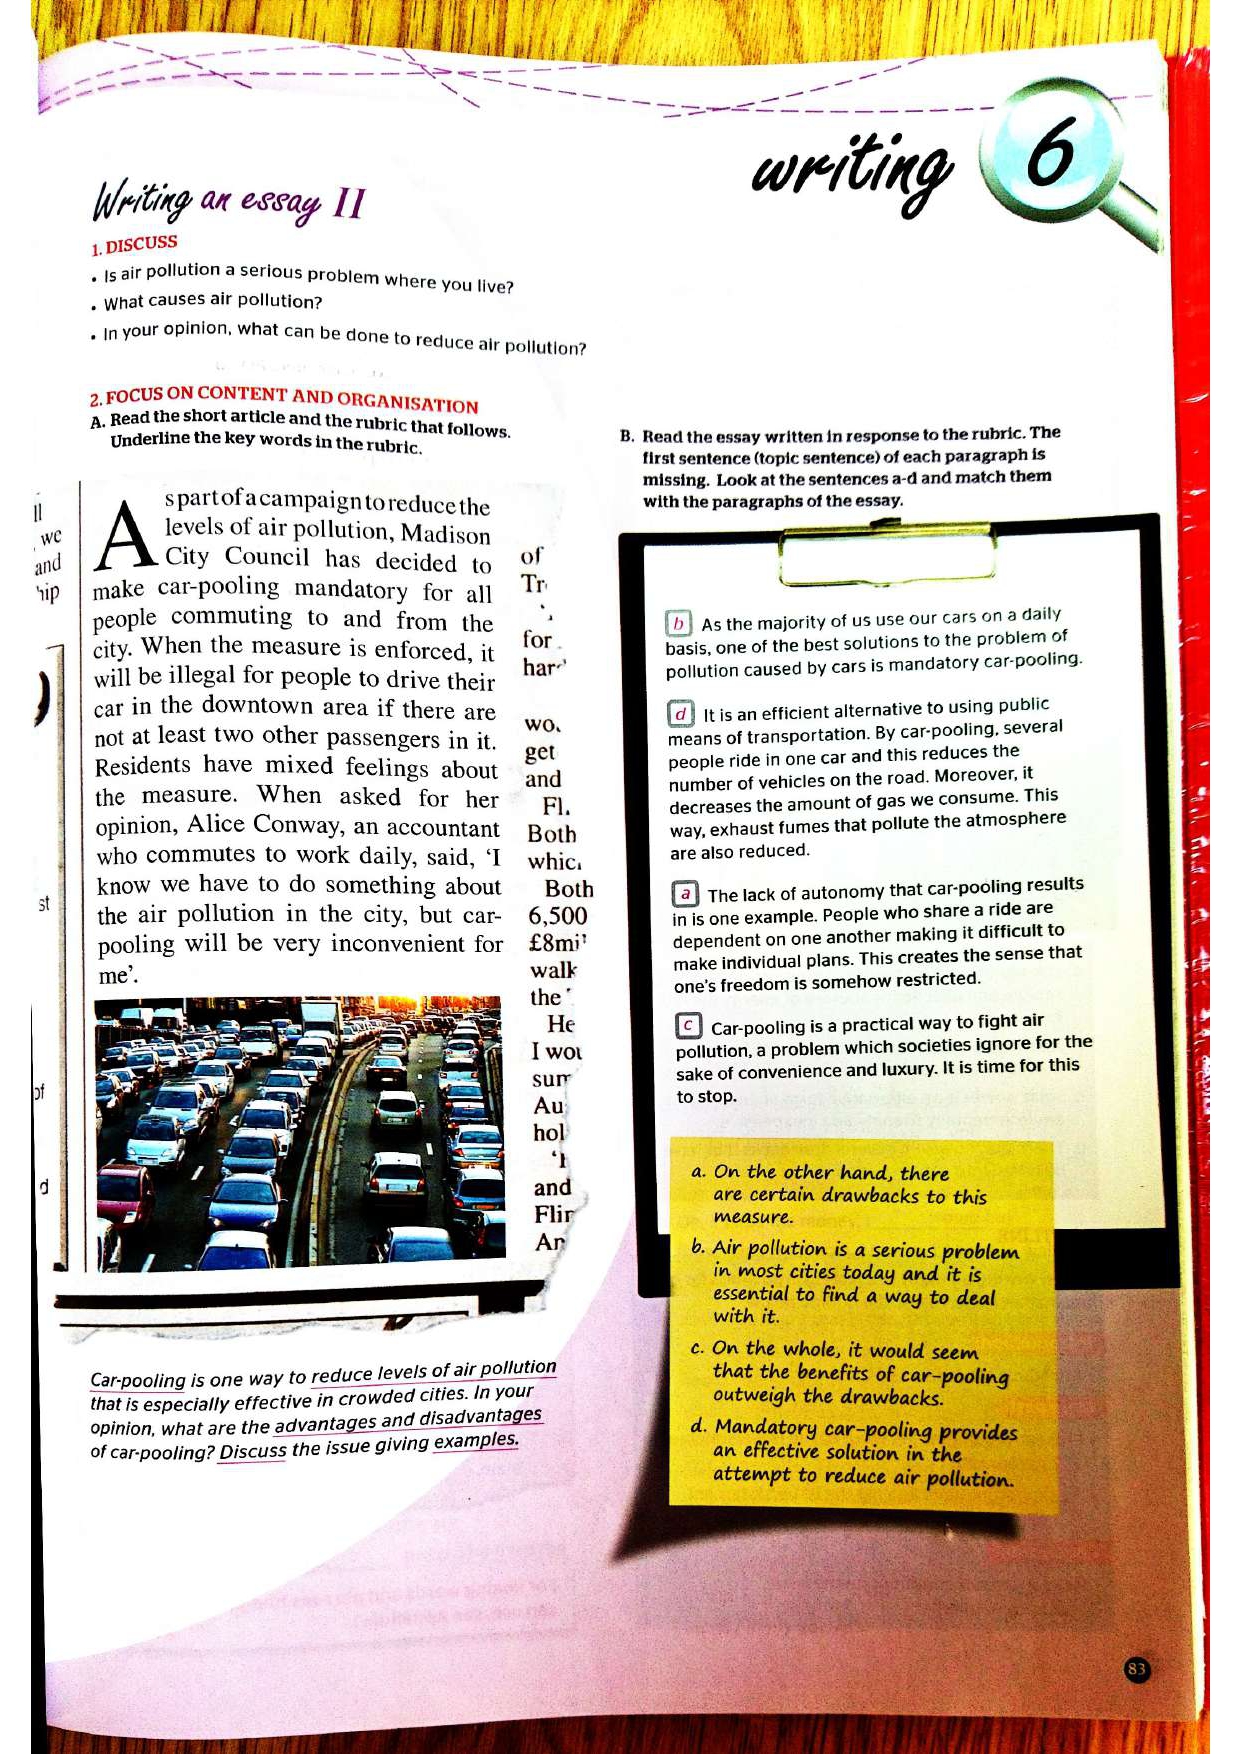 writing 6
Writing an essay II
1. DISCUSS
• Is air pollution a serious problem where you live?
• What causes air pollution?
• In your opinion, what can be done to reduce air pollution?
2. FOCUS ON CONTENT AND ORGANISATION
A. Read the short article and the rubric that follows.
Underline the key words in the rubric.
ll
we
and
hip
st
of
d
As part of a campaign to reduce the
levels of air pollution, Madison
City Council has decided to
make car-pooling mandatory for all
people commuting to and from the
city. When the measure is enforced, it
will be illegal for people to drive their
car in the downtown area if there are
not at least two other passengers in it.
Residents have mixed feelings about
the measure. When asked for her
opinion, Alice Conway, an accountant
who commutes to work daily, said, ‘I
know we have to do something about
the air pollution in the city, but car-
pooling will be very inconvenient for
me’.
of
Tr
for
har
wo
get
and
Fl.
Both
whic
Both
6,500
£8mi
walk
the
He
I wou
sum
Au
hol
‘I
and
Flir
An
Car-pooling is one way to reduce levels of air pollution
that is especially effective in crowded cities. In your
opinion, what are the advantages and disadvantages
of car-pooling? Discuss the issue giving examples.
B. Read the essay written in response to the rubric. The
first sentence (topic sentence) of each paragraph is
missing. Look at the sentences a-d and match them
with the paragraphs of the essay.
b As the majority of us use our cars on a daily
basis, one of the best solutions to the problem of
pollution caused by cars is mandatory car-pooling.
d It is an efficient alternative to using public
means of transportation. By car-pooling, several
people ride in one car and this reduces the
number of vehicles on the road. Moreover, it
decreases the amount of gas we consume. This
way, exhaust fumes that pollute the atmosphere
are also reduced.
a The lack of autonomy that car-pooling results
in is one example. People who share a ride are
dependent on one another making it difficult to
make individual plans. This creates the sense that
one’s freedom is somehow restricted.
c Car-pooling is a practical way to fight air
pollution, a problem which societies ignore for the
sake of convenience and luxury. It is time for this
to stop.
a. On the other hand, there
are certain drawbacks to this
measure.
b. Air pollution is a serious problem
in most cities today and it is
essential to find a way to deal
with it.
c. On the whole, it would seem
that the benefits of car-pooling
outweigh the drawbacks.
d. Mandatory car-pooling provides
an effective solution in the
attempt to reduce air pollution.
83